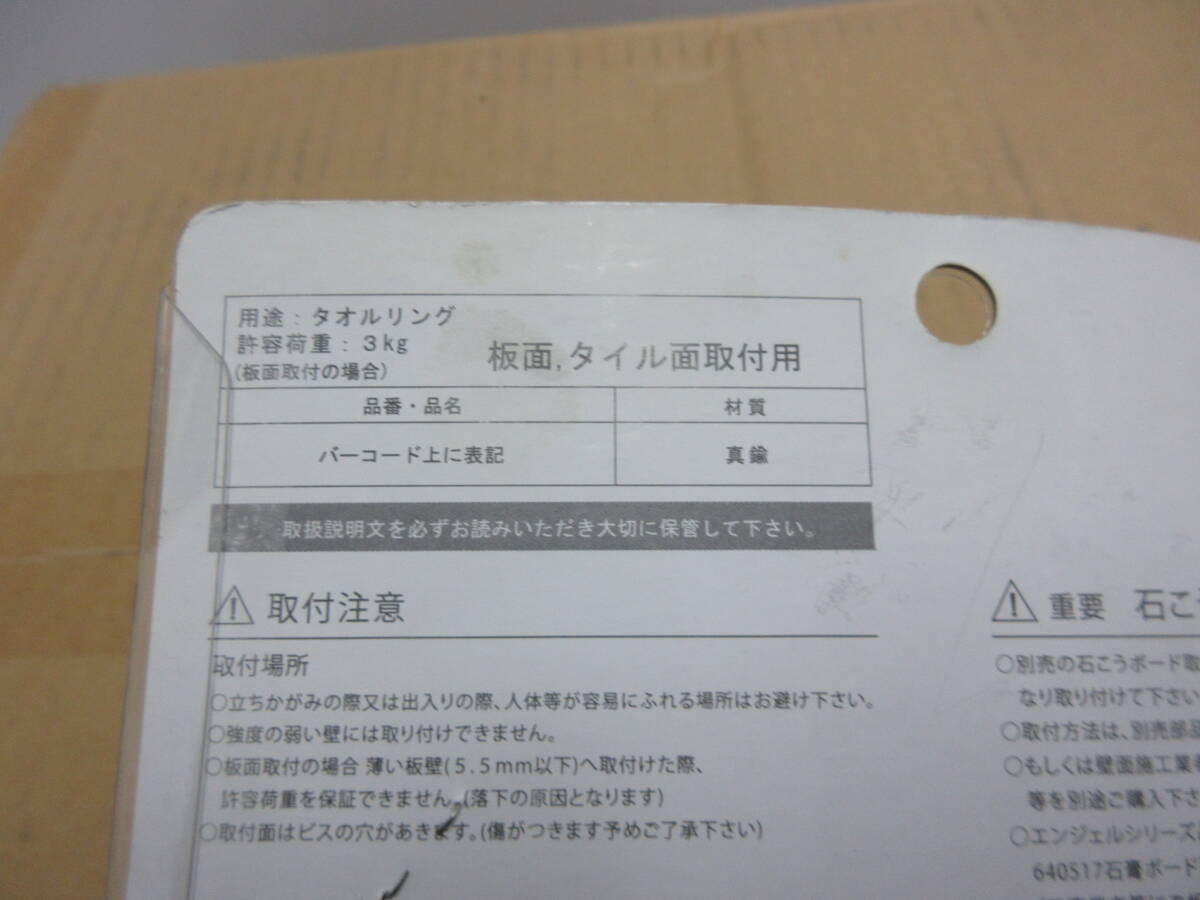 用途：タオルリング
許容荷重：３kg
(板面取付の場合)
板面,タイル面取付用
品番・品名
材質
バーコード上に表記
真鍮
取扱説明文を必ずお読みいただき大切に保管して下さい。
取付注意
取付場所
○立ちかがみの際又は出入りの際、人体等が容易にふれる場所はお避け下さい。
○強度の弱い壁には取り付けできません。
○板面取付の場合 薄い板壁(５.５mm以下)へ取付けた際、
許容荷重を保証できません。(落下の原因となります)
○取付面はビスの穴があきます。(傷がつきます予めご了承下さい)
重要 石こ
○別売の石こうボード取
なり取り付けて下さい
○取付方法は、別売部品
○もしくは壁面施工業者
等を別途ご購入下さ
○エンジェルシリーズ
640517石膏ボード